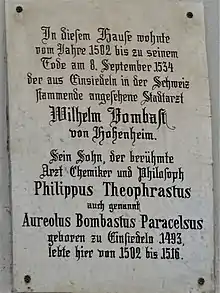 In diesem Hause wohnte
vom Jahre 1502 bis zu seinem
Tode am 8. September 1534
der aus Einsiedeln in der Schweiz
stammende angesehene Stadtarzt
Wilhelm Bombast
von Hohenheim.
Sein Sohn, der berühmte
Arzt Chemiker und Philosoph
Philippus Theophrastus
auch genannt
Aureolus Bombastus Paracelsus
geboren zu Einsiedeln 1493,
lebte hier von 1502 bis 1516.